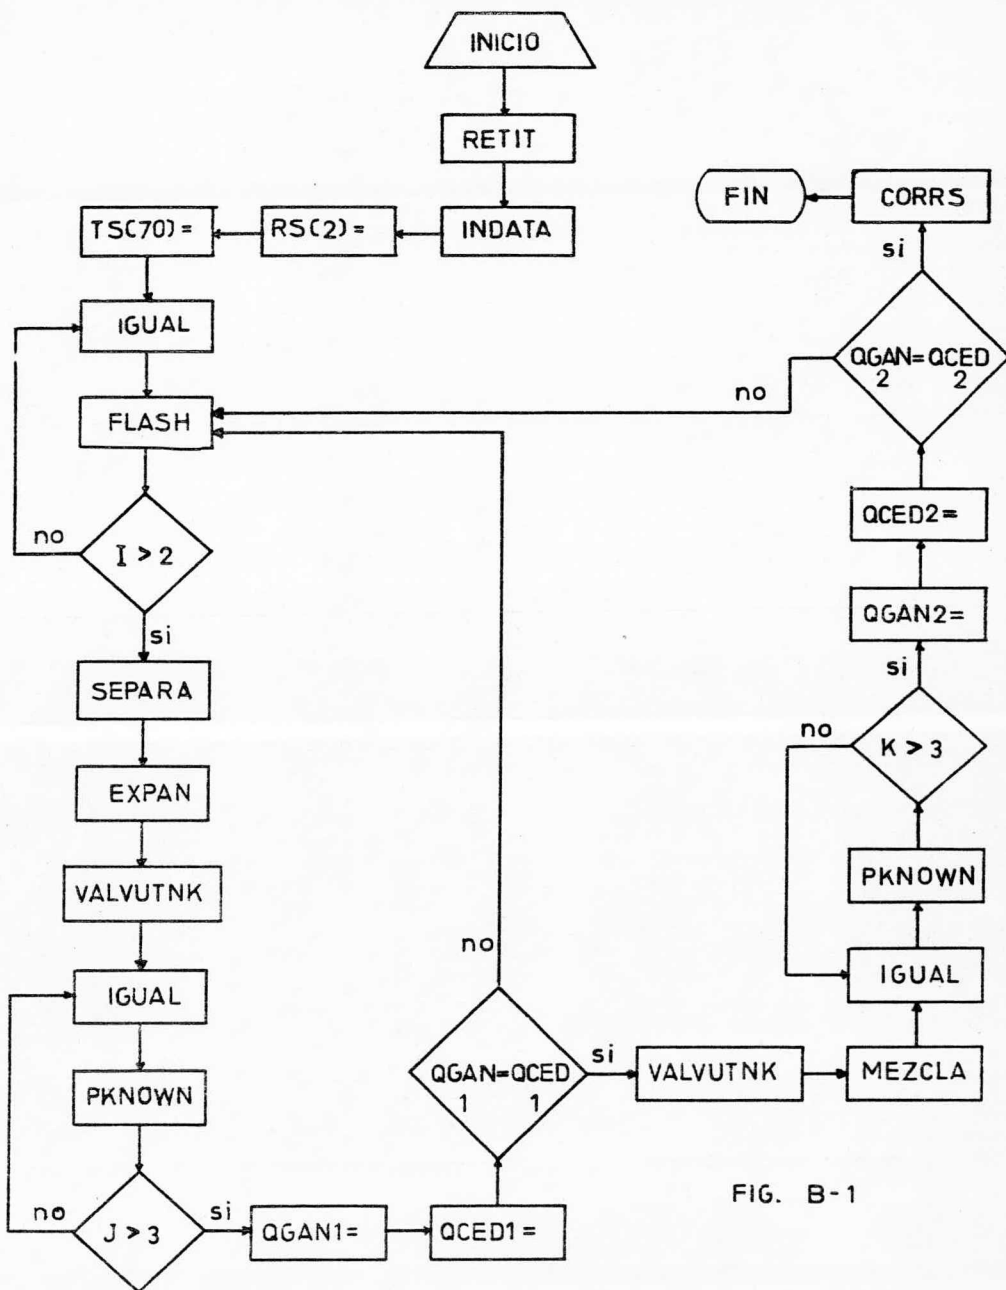 INICIO
RETIT
INDATA
RS(2)=
TS(70)=
IGUAL
FLASH
I > 2
no
si
SEPARA
EXPAN
VALVUTNK
IGUAL
PKNOWN
J > 3
no
si
QGAN1=
QCED1=
QGAN=QCED
1 1
no
si
VALVUTNK
MEZCLA
IGUAL
PKNOWN
K > 3
no
si
QGAN2=
QCED2=
QGAN=QCED
2 2
no
si
CORRS
FIN
FIG. B-1